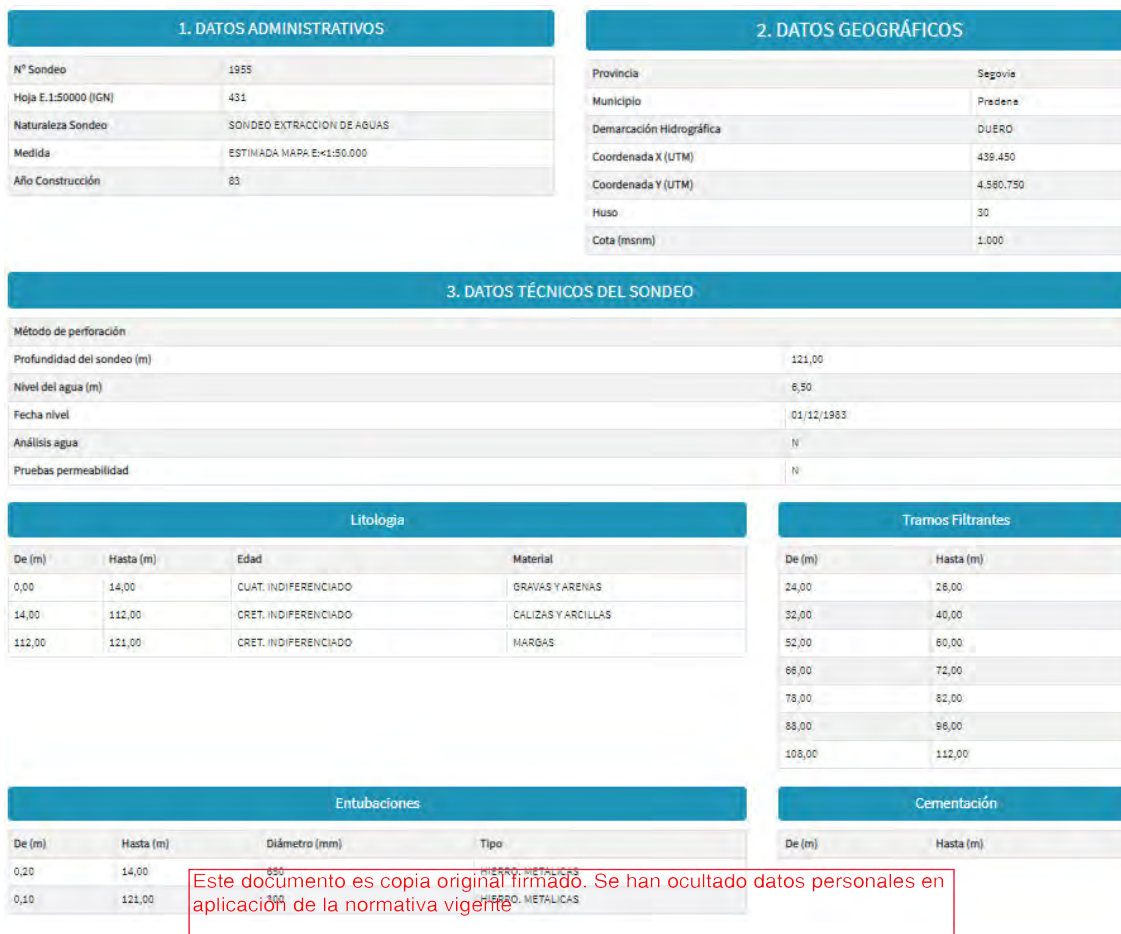 1. DATOS ADMINISTRATIVOS
Nº Sondeo 1955
Hoja E.1:50000 (IGN) 431
Naturaleza Sondeo SONDEO EXTRACCION DE AGUAS
Medida ESTIMADA MAPA E:<1:50.000
Año Construcción 83
2. DATOS GEOGRÁFICOS
Provincia Segovia
Municipio Pradena
Demarcación Hidrográfica DUERO
Coordenada X (UTM) 439.450
Coordenada Y (UTM) 4.560.750
Huso 30
Cota (msnm) 1.000
3. DATOS TÉCNICOS DEL SONDEO
Método de perforación
Profundidad del sondeo (m) 121,00
Nivel del agua (m) 6,50
Fecha nivel 01/12/1983
Análisis agua N
Pruebas permeabilidad N
Litologia
De (m) Hasta (m) Edad Material
0,00 14,00 CUAT. INDIFERENCIADO GRAVAS Y ARENAS
14,00 112,00 CRET. INDIFERENCIADO CALIZAS Y ARCILLAS
112,00 121,00 CRET. INDIFERENCIADO MARGAS
Tramos Filtrantes
De (m) Hasta (m)
24,00 26,00
32,00 40,00
52,00 60,00
66,00 72,00
78,00 82,00
88,00 96,00
108,00 112,00
Entubaciones
De (m) Hasta (m) Diámetro (mm) Tipo
0,20 14,00 650 HIERRO. METALICAS
0,10 121,00 300 HIERRO. METALICAS
Cementación
De (m) Hasta (m)
Este documento es copia original firmado. Se han ocultado datos personales en
aplicación de la normativa vigente